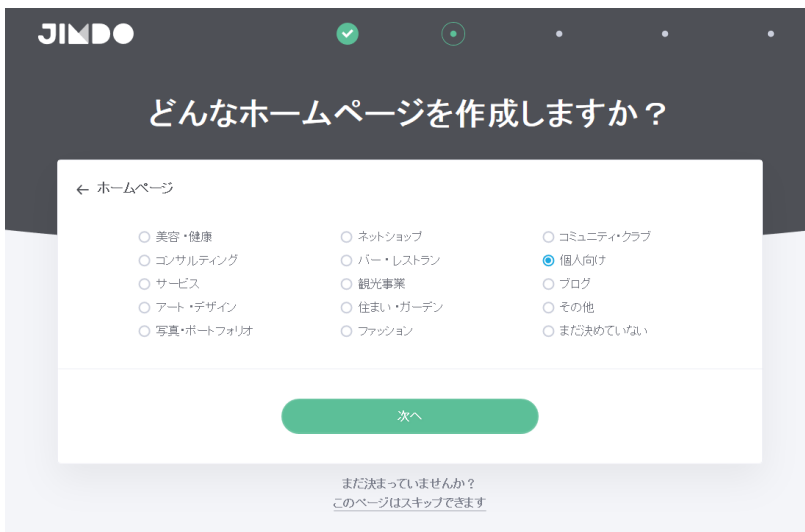 JIMDO
どんなホームページを作成しますか？
← ホームページ
美容・健康
ネットショップ
コミュニティ・クラブ
コンサルティング
バー・レストラン
個人向け
サービス
観光事業
ブログ
アート・デザイン
住まい・ガーデン
その他
写真・ポートフォリオ
ファッション
まだ決めていない
次へ
まだ決まっていませんか？
このページはスキップできます